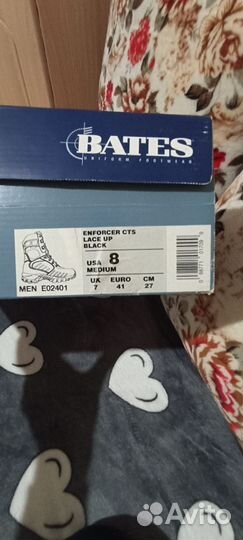 BATES
UNIFORM FOOTWEAR
ENFORCER CTS
LACE UP
BLACK
USA 8
MEDIUM
UK EURO CM
7 41 27
MEN E02401
Avito